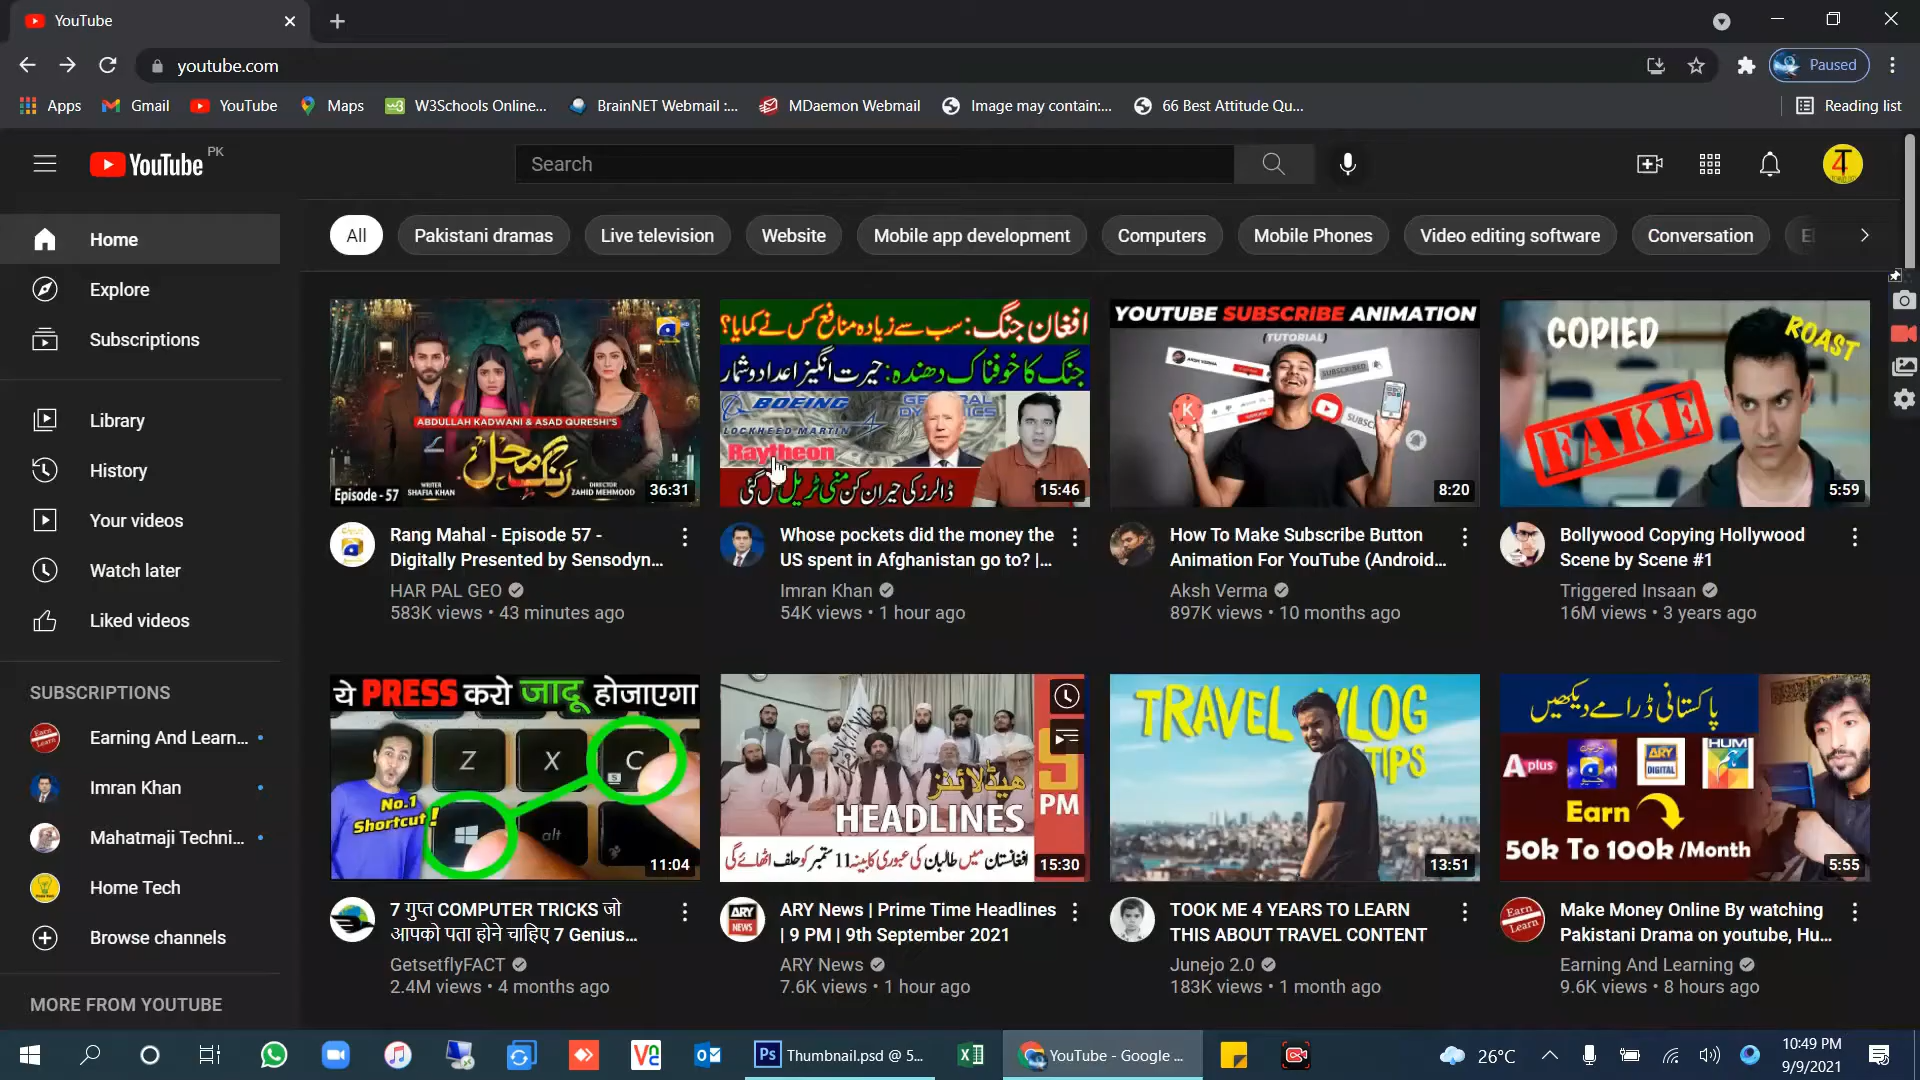 YouTube
youtube.com
Paused
Apps
Gmail
YouTube
Maps
W3Schools Online...
BrainNET Webmail :...
MDaemon Webmail
Image may contain:...
66 Best Attitude Qu...
Reading list
YouTube PK
Search
Home
Explore
Subscriptions
Library
History
Your videos
Watch later
Liked videos
SUBSCRIPTIONS
Earning And Learn...
Imran Khan
Mahatmaji Techni...
Home Tech
Browse channels
MORE FROM YOUTUBE
All
Pakistani dramas
Live television
Website
Mobile app development
Computers
Mobile Phones
Video editing software
Conversation
ABDULLAH KADWANI & ASAD QURESHI'S
رنگ محل
Episode - 57
WRITER
SHAFIA KHAN
DIRECTOR
ZAHID MEHMOOD
36:31
Rang Mahal - Episode 57 -
Digitally Presented by Sensodyn...
HAR PAL GEO
583K views • 43 minutes ago
افغان جنگ: سب سے زیادہ منافع کس نے کمایا؟
جنگ کا خوفناک دھندہ: حیرت انگیز اعداد و شمار
BOEING
GENERAL
DYNAMICS
LOCKHEED MARTIN
Raytheon
ڈالرز کی حیران کن منی ٹریل
15:46
Whose pockets did the money the
US spent in Afghanistan go to? |...
Imran Khan
54K views • 1 hour ago
YOUTUBE SUBSCRIBE ANIMATION
(TUTORIAL)
SUBSCRIBED
K
8:20
How To Make Subscribe Button
Animation For YouTube (Android...
Aksh Verma
897K views • 10 months ago
COPIED
ROAST
FAKE
5:59
Bollywood Copying Hollywood
Scene by Scene #1
Triggered Insaan
16M views • 3 years ago
ये PRESS करो जादू होजाएगा
Z
X
C
S
No.1
Shortcut!
alt
11:04
7 गुप्त COMPUTER TRICKS जो
आपको पता होने चाहिए 7 Genius...
GetsetflyFACT
2.4M views • 4 months ago
ہیڈلائنز
HEADLINES
9
PM
افغانستان میں طالبان کی عبوری کابینہ 11 ستمبر کو حلف اٹھائے گی
15:30
ARY NEWS
ARY News | Prime Time Headlines
| 9 PM | 9th September 2021
ARY News
7.6K views • 1 hour ago
TRAVEL VLOG
TIPS
13:51
TOOK ME 4 YEARS TO LEARN
THIS ABOUT TRAVEL CONTENT
Junejo 2.0
183K views • 1 month ago
پاکستانی ڈرامے دیکھیں
A plus
ARY
DIGITAL
HUM
Earn
50k To 100k /Month
5:55
Earn
Learn
Make Money Online By watching
Pakistani Drama on youtube, Hu...
Earning And Learning
9.6K views • 8 hours ago
Thumbnail.psd @ 5...
YouTube - Google ...
26°C
10:49 PM
9/9/2021